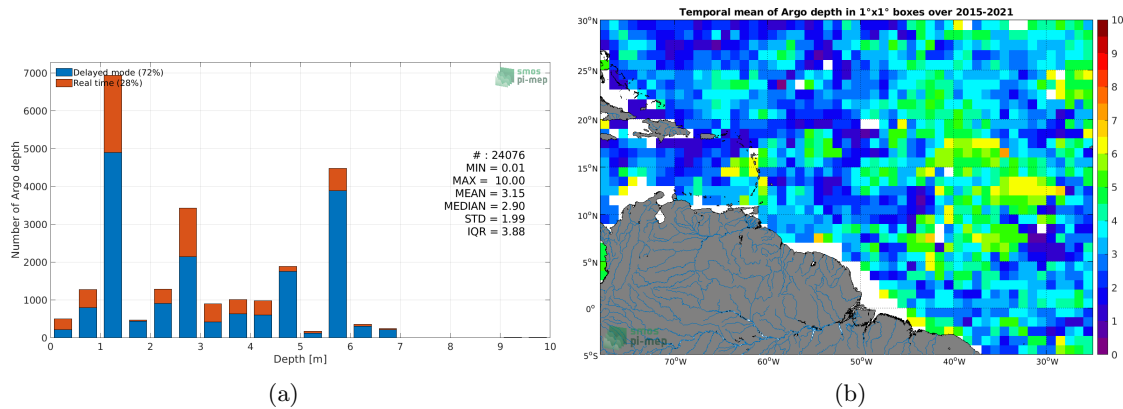 Delayed mode (72%)
Real time (28%)
smos
pi-mep
# : 24076
MIN = 0.01
MAX = 10.00
MEAN = 3.15
MEDIAN = 2.90
STD = 1.99
IQR = 3.88
Number of Argo depth
7000
6000
5000
4000
3000
2000
1000
0
0 1 2 3 4 5 6 7 8 9 10
Depth [m]
(a)
Temporal mean of Argo depth in 1°x1° boxes over 2015-2021
30°N
25°N
20°N
15°N
10°N
5°N
0°
5°S
70°W 60°W 50°W 40°W 30°W
smos
pi-mep
10
9
8
7
6
5
4
3
2
1
0
(b)